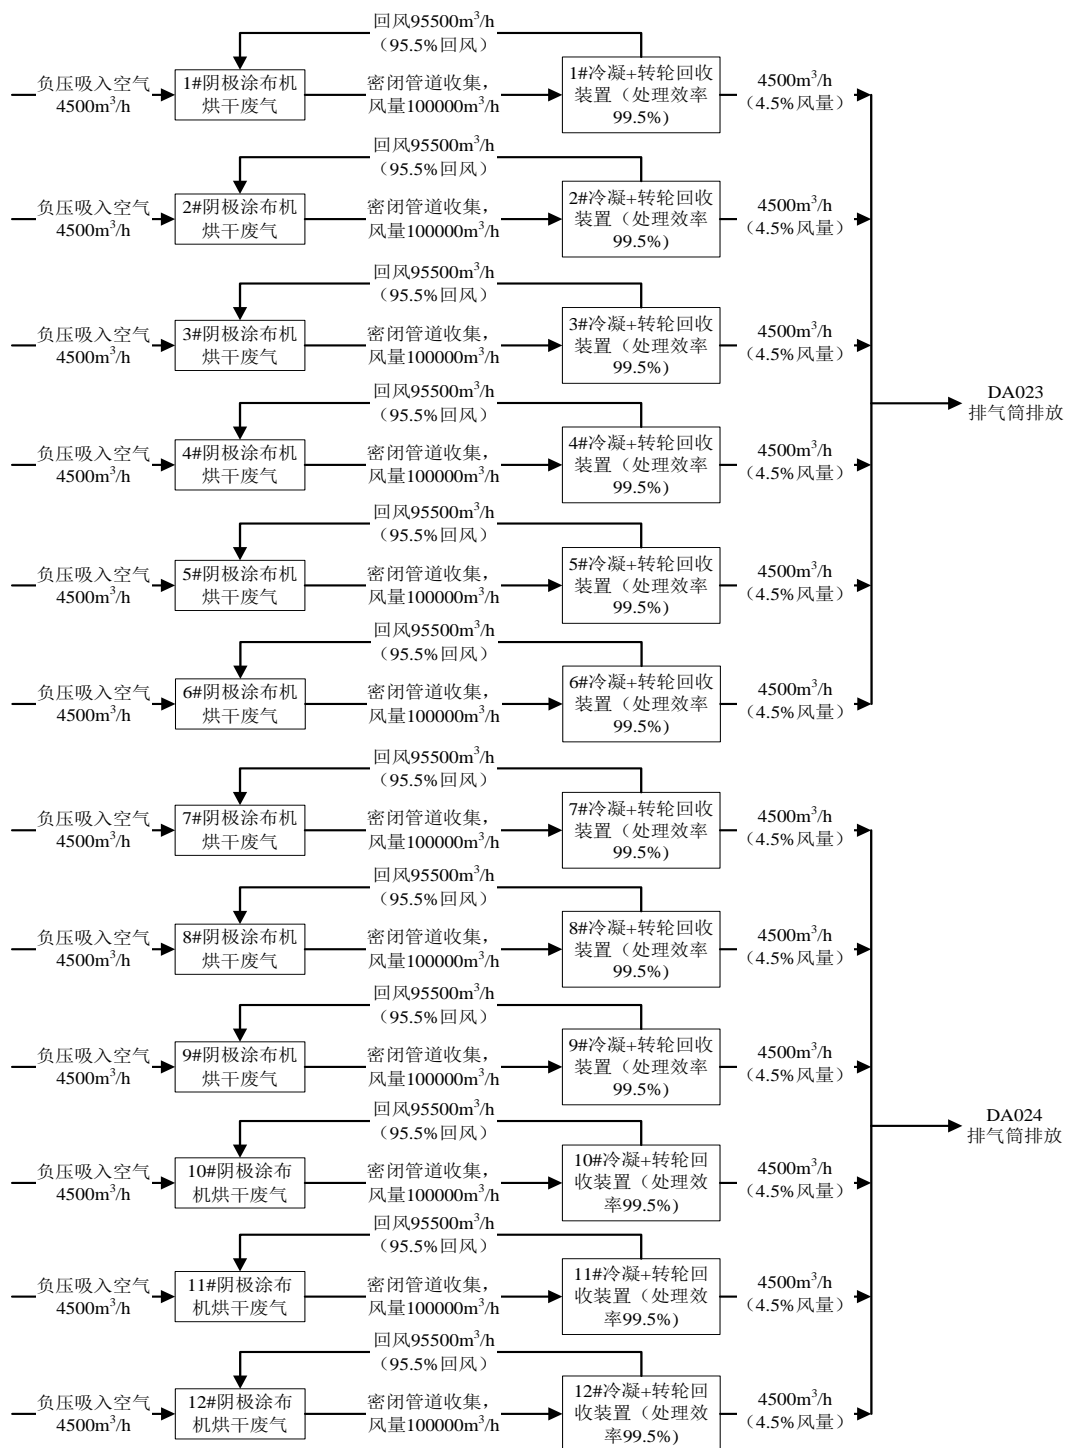 回风95500m³/h
（95.5%回风）
负压吸入空气
4500m³/h
1#阴极涂布机
烘干废气
密闭管道收集，
风量100000m³/h
1#冷凝+转轮回收
装置（处理效率
99.5%)
4500m³/h
（4.5%风量）
回风95500m³/h
（95.5%回风）
负压吸入空气
4500m³/h
2#阴极涂布机
烘干废气
密闭管道收集，
风量100000m³/h
2#冷凝+转轮回收
装置（处理效率
99.5%)
4500m³/h
（4.5%风量）
回风95500m³/h
（95.5%回风）
负压吸入空气
4500m³/h
3#阴极涂布机
烘干废气
密闭管道收集，
风量100000m³/h
3#冷凝+转轮回收
装置（处理效率
99.5%)
4500m³/h
（4.5%风量）
回风95500m³/h
（95.5%回风）
负压吸入空气
4500m³/h
4#阴极涂布机
烘干废气
密闭管道收集，
风量100000m³/h
4#冷凝+转轮回收
装置（处理效率
99.5%)
4500m³/h
（4.5%风量）
DA023
排气筒排放
回风95500m³/h
（95.5%回风）
负压吸入空气
4500m³/h
5#阴极涂布机
烘干废气
密闭管道收集，
风量100000m³/h
5#冷凝+转轮回收
装置（处理效率
99.5%)
4500m³/h
（4.5%风量）
回风95500m³/h
（95.5%回风）
负压吸入空气
4500m³/h
6#阴极涂布机
烘干废气
密闭管道收集，
风量100000m³/h
6#冷凝+转轮回收
装置（处理效率
99.5%)
4500m³/h
（4.5%风量）
回风95500m³/h
（95.5%回风）
负压吸入空气
4500m³/h
7#阴极涂布机
烘干废气
密闭管道收集，
风量100000m³/h
7#冷凝+转轮回收
装置（处理效率
99.5%)
4500m³/h
（4.5%风量）
回风95500m³/h
（95.5%回风）
负压吸入空气
4500m³/h
8#阴极涂布机
烘干废气
密闭管道收集，
风量100000m³/h
8#冷凝+转轮回收
装置（处理效率
99.5%)
4500m³/h
（4.5%风量）
回风95500m³/h
（95.5%回风）
负压吸入空气
4500m³/h
9#阴极涂布机
烘干废气
密闭管道收集，
风量100000m³/h
9#冷凝+转轮回收
装置（处理效率
99.5%)
4500m³/h
（4.5%风量）
DA024
排气筒排放
回风95500m³/h
（95.5%回风）
负压吸入空气
4500m³/h
10#阴极涂布
机烘干废气
密闭管道收集，
风量100000m³/h
10#冷凝+转轮回
收装置（处理效
率99.5%)
4500m³/h
（4.5%风量）
回风95500m³/h
（95.5%回风）
负压吸入空气
4500m³/h
11#阴极涂布
机烘干废气
密闭管道收集，
风量100000m³/h
11#冷凝+转轮回
收装置（处理效
率99.5%)
4500m³/h
（4.5%风量）
回风95500m³/h
（95.5%回风）
负压吸入空气
4500m³/h
12#阴极涂布
机烘干废气
密闭管道收集，
风量100000m³/h
12#冷凝+转轮回
收装置（处理效
率99.5%)
4500m³/h
（4.5%风量）